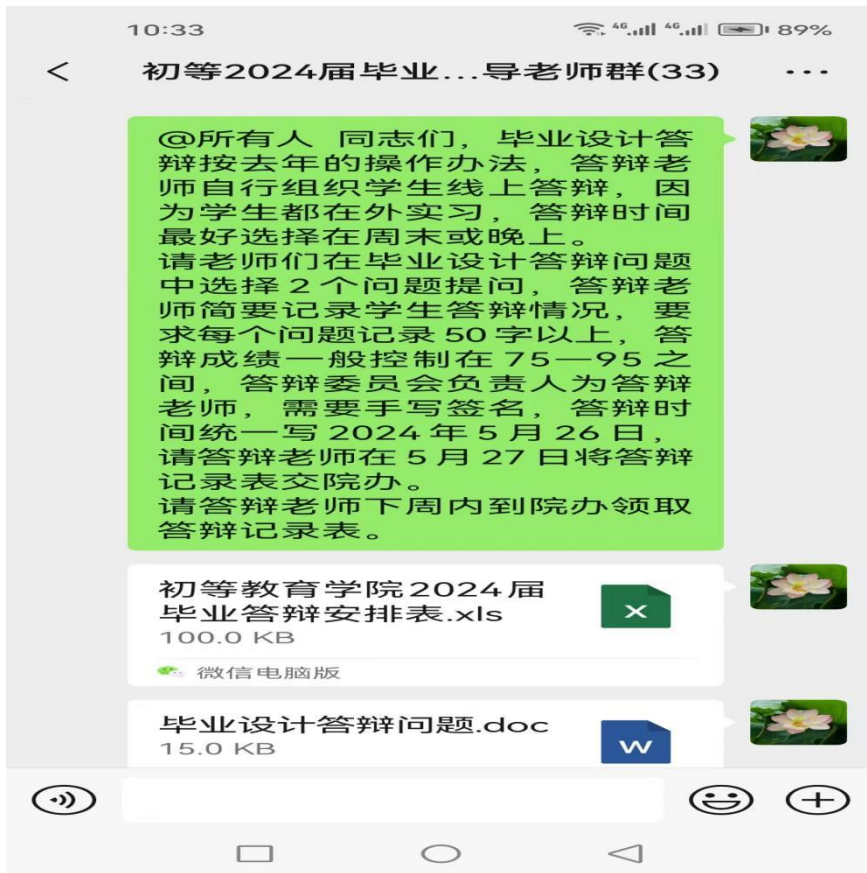 10:33
4G 4G 89%
初等2024届毕业...导老师群(33)
@所有人 同志们，毕业设计答
辩按去年的操作办法，答辩老
师自行组织学生线上答辩，因
为学生都在外实习，答辩时间
最好选择在周末或晚上。
请老师们在毕业设计答辩问题
中选择2个问题提问，答辩老
师简要记录学生答辩情况，要
求每个问题记录50字以上，答
辩成绩一般控制在75—95之
间，答辩委员会负责人为答辩
老师，需要手写签名，答辩时
间统一写2024年5月26日，
请答辩老师在5月27日将答辩
记录表交院办。
请答辩老师下周内到院办领取
答辩记录表。
初等教育学院2024届
毕业答辩安排表.xls
X
100.0 KB
微信电脑版
毕业设计答辩问题.doc
W
15.0 KB